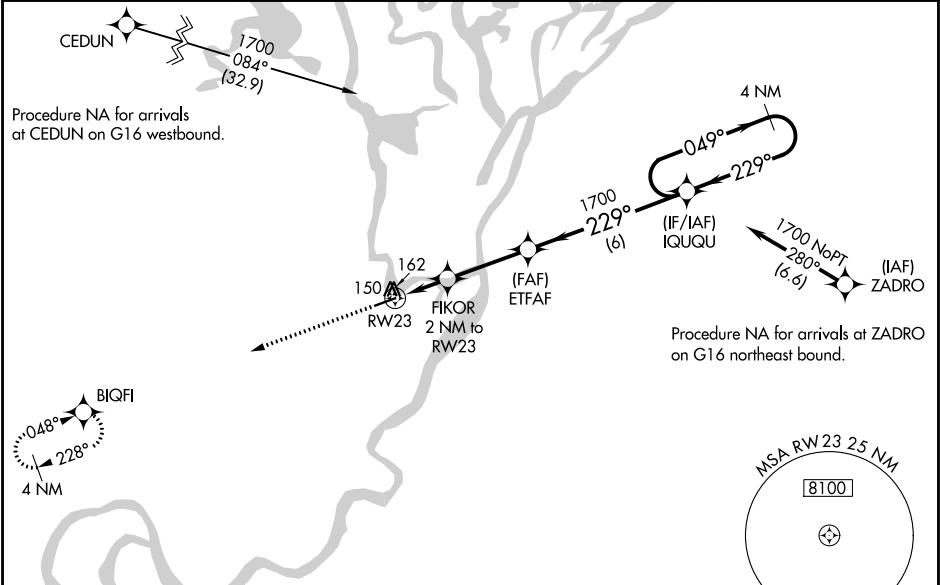 CEDUN
1700
084°
(32.9)
Procedure NA for arrivals
at CEDUN on G16 westbound.
4 NM
049°
229°
1700
229°
(6)
(IF/IAF)
IQUQU
1700 NoPT
280°
(6.6)
(IAF)
ZADRO
(FAF)
ETFAF
162
150
RW23
FIKOR
2 NM to
RW23
Procedure NA for arrivals at ZADRO
on G16 northeast bound.
BIQFI
048°
228°
4 NM
MSA RW23 25 NM
8100